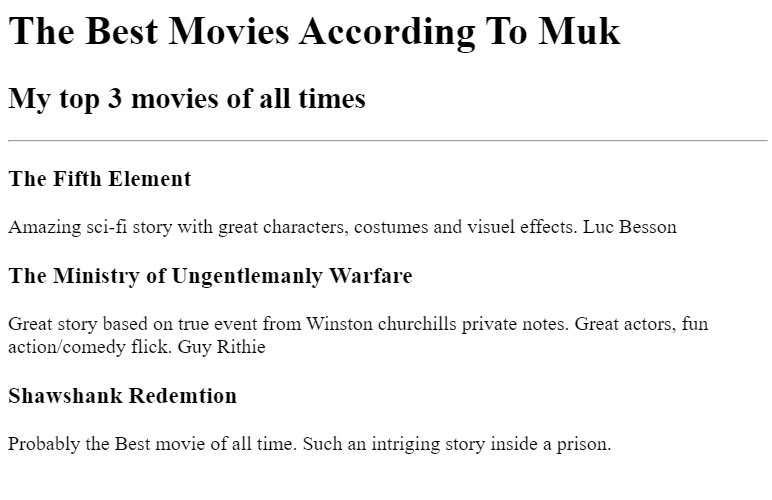 The Best Movies According To Muk
My top 3 movies of all times
The Fifth Element
Amazing sci-fi story with great characters, costumes and visuel effects. Luc Besson
The Ministry of Ungentlemanly Warfare
Great story based on true event from Winston churchills private notes. Great actors, fun
action/comedy flick. Guy Rithie
Shawshank Redemtion
Probably the Best movie of all time. Such an intriging story inside a prison.